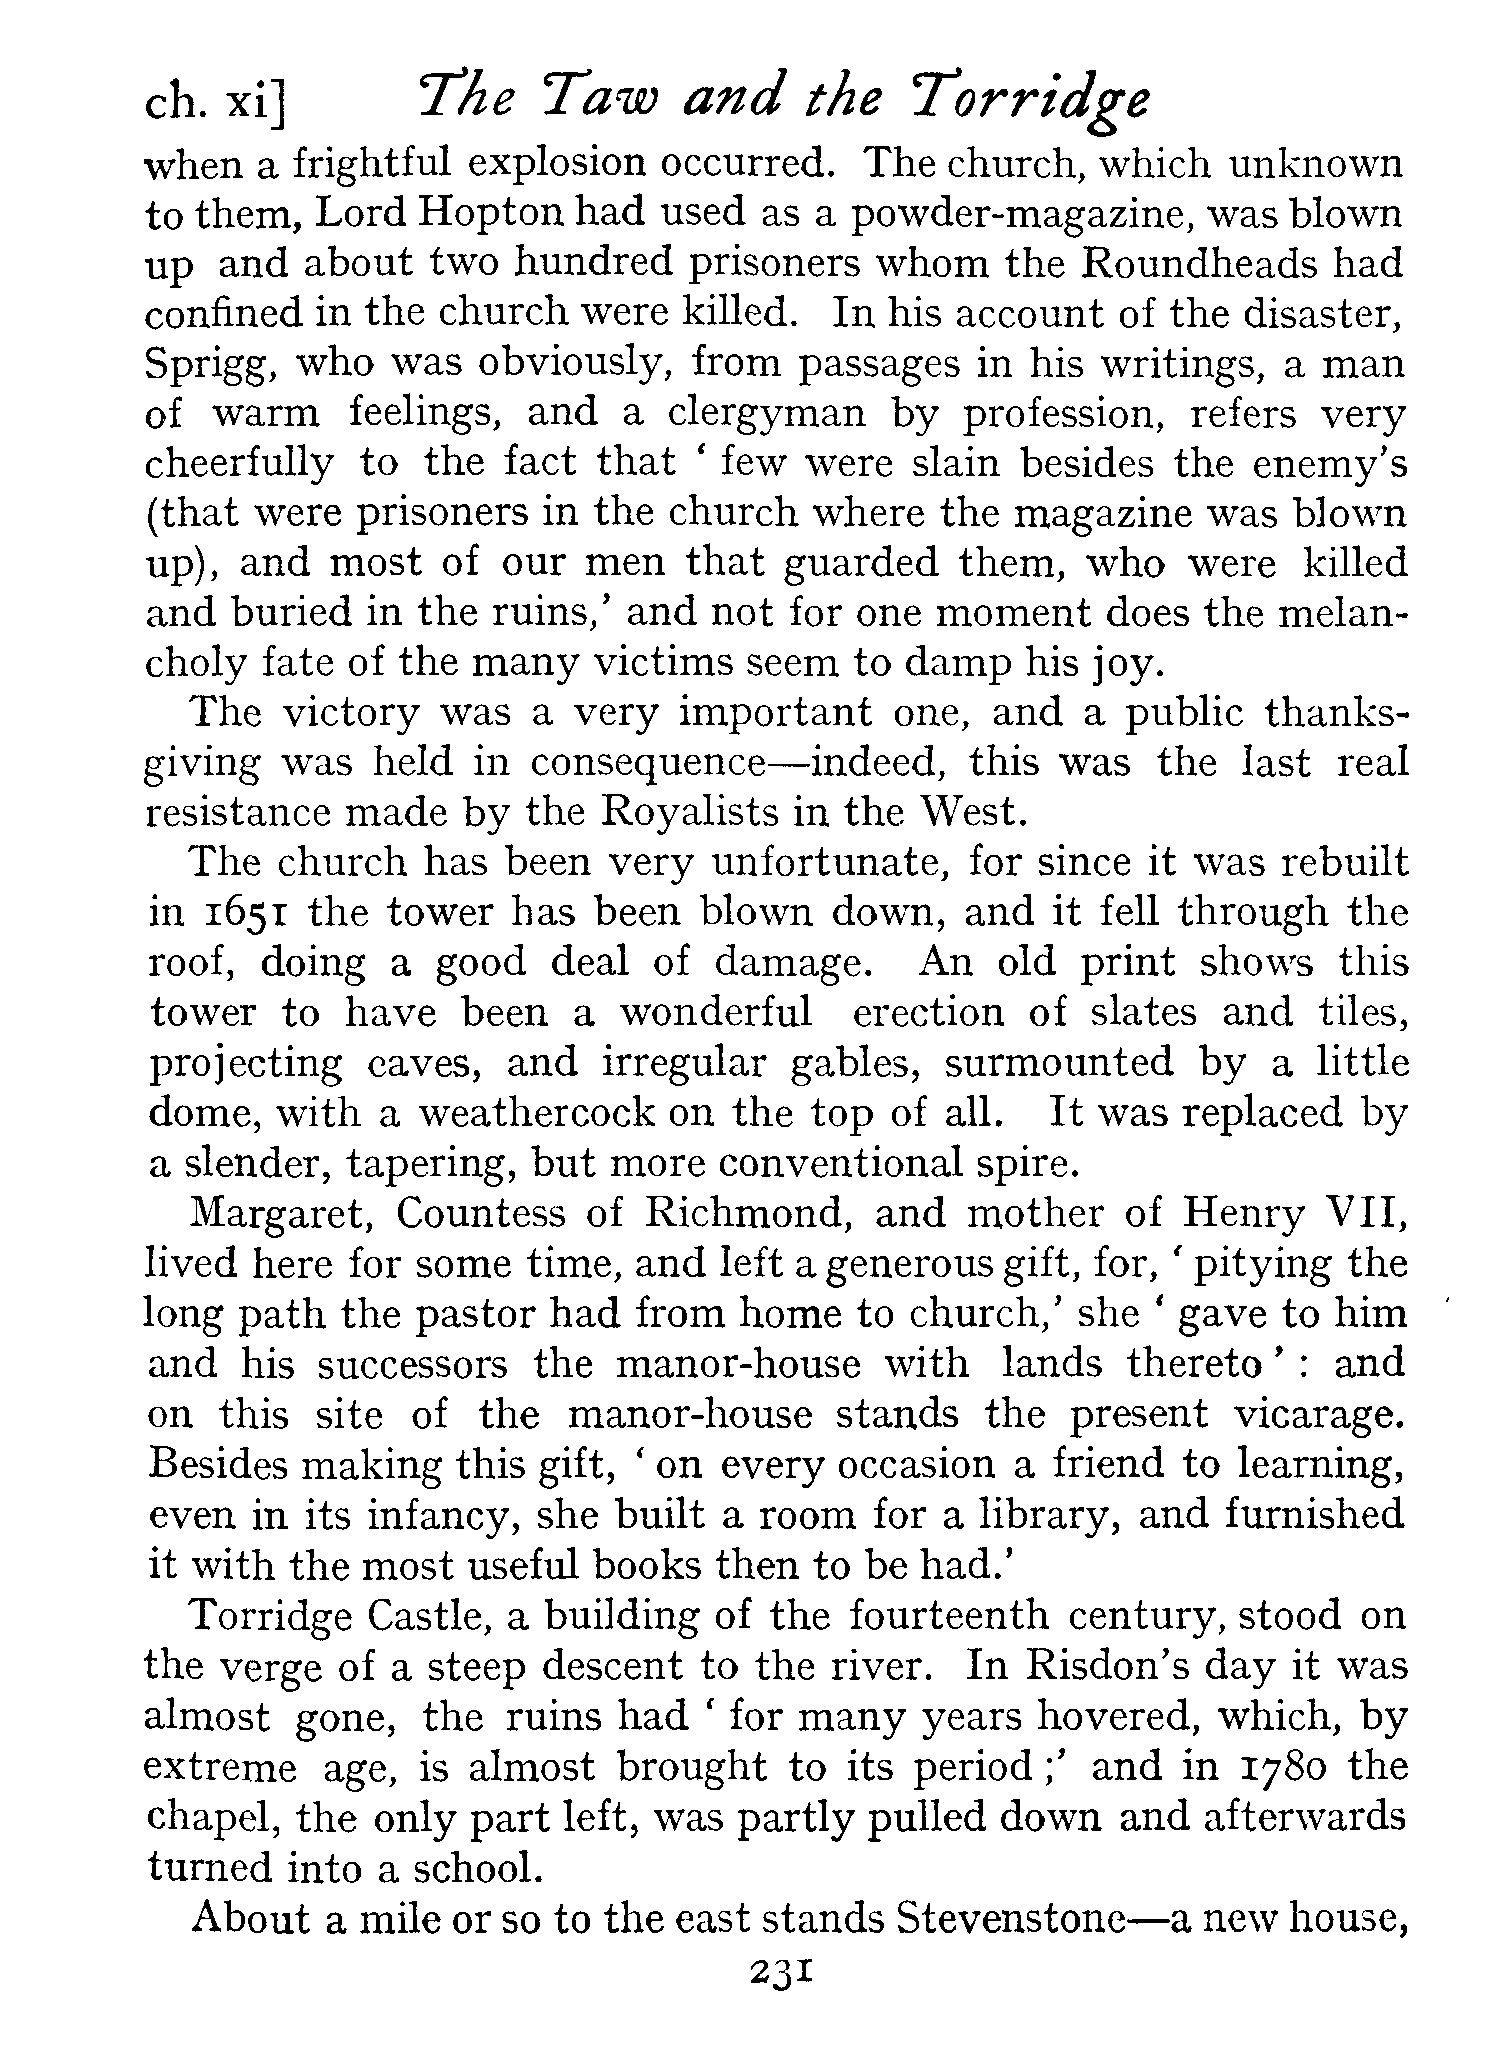 ch. xi] The Taw and the Torridge
when a frightful explosion occurred. The church, which unknown
to them, Lord Hopton had used as a powder-magazine, was blown
up and about two hundred prisoners whom the Roundheads had
confined in the church were killed. In his account of the disaster,
Sprigg, who was obviously, from passages in his writings, a man
of warm feelings, and a clergyman by profession, refers very
cheerfully to the fact that ‘ few were slain besides the enemy’s
(that were prisoners in the church where the magazine was blown
up), and most of our men that guarded them, who were killed
and buried in the ruins,’ and not for one moment does the melan-
choly fate of the many victims seem to damp his joy.
The victory was a very important one, and a public thanks-
giving was held in consequence—indeed, this was the last real
resistance made by the Royalists in the West.
The church has been very unfortunate, for since it was rebuilt
in 1651 the tower has been blown down, and it fell through the
roof, doing a good deal of damage. An old print shows this
tower to have been a wonderful erection of slates and tiles,
projecting eaves, and irregular gables, surmounted by a little
dome, with a weathercock on the top of all. It was replaced by
a slender, tapering, but more conventional spire.
Margaret, Countess of Richmond, and mother of Henry VII,
lived here for some time, and left a generous gift, for, ‘ pitying the
long path the pastor had from home to church,’ she ‘ gave to him
and his successors the manor-house with lands thereto ’ : and
on this site of the manor-house stands the present vicarage.
Besides making this gift, ‘ on every occasion a friend to learning,
even in its infancy, she built a room for a library, and furnished
it with the most useful books then to be had.’
Torridge Castle, a building of the fourteenth century, stood on
the verge of a steep descent to the river. In Risdon’s day it was
almost gone, the ruins had ‘ for many years hovered, which, by
extreme age, is almost brought to its period ;’ and in 1780 the
chapel, the only part left, was partly pulled down and afterwards
turned into a school.
About a mile or so to the east stands Stevenstone—a new house,
231